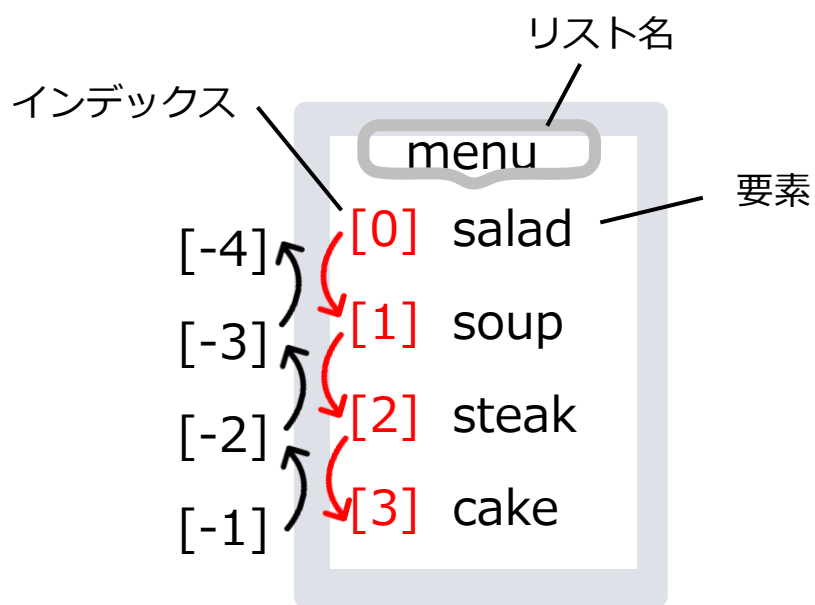 リスト名
インデックス
menu
要素
[0] salad
[-4]
[1] soup
[-3]
[2] steak
[-2]
[3] cake
[-1]